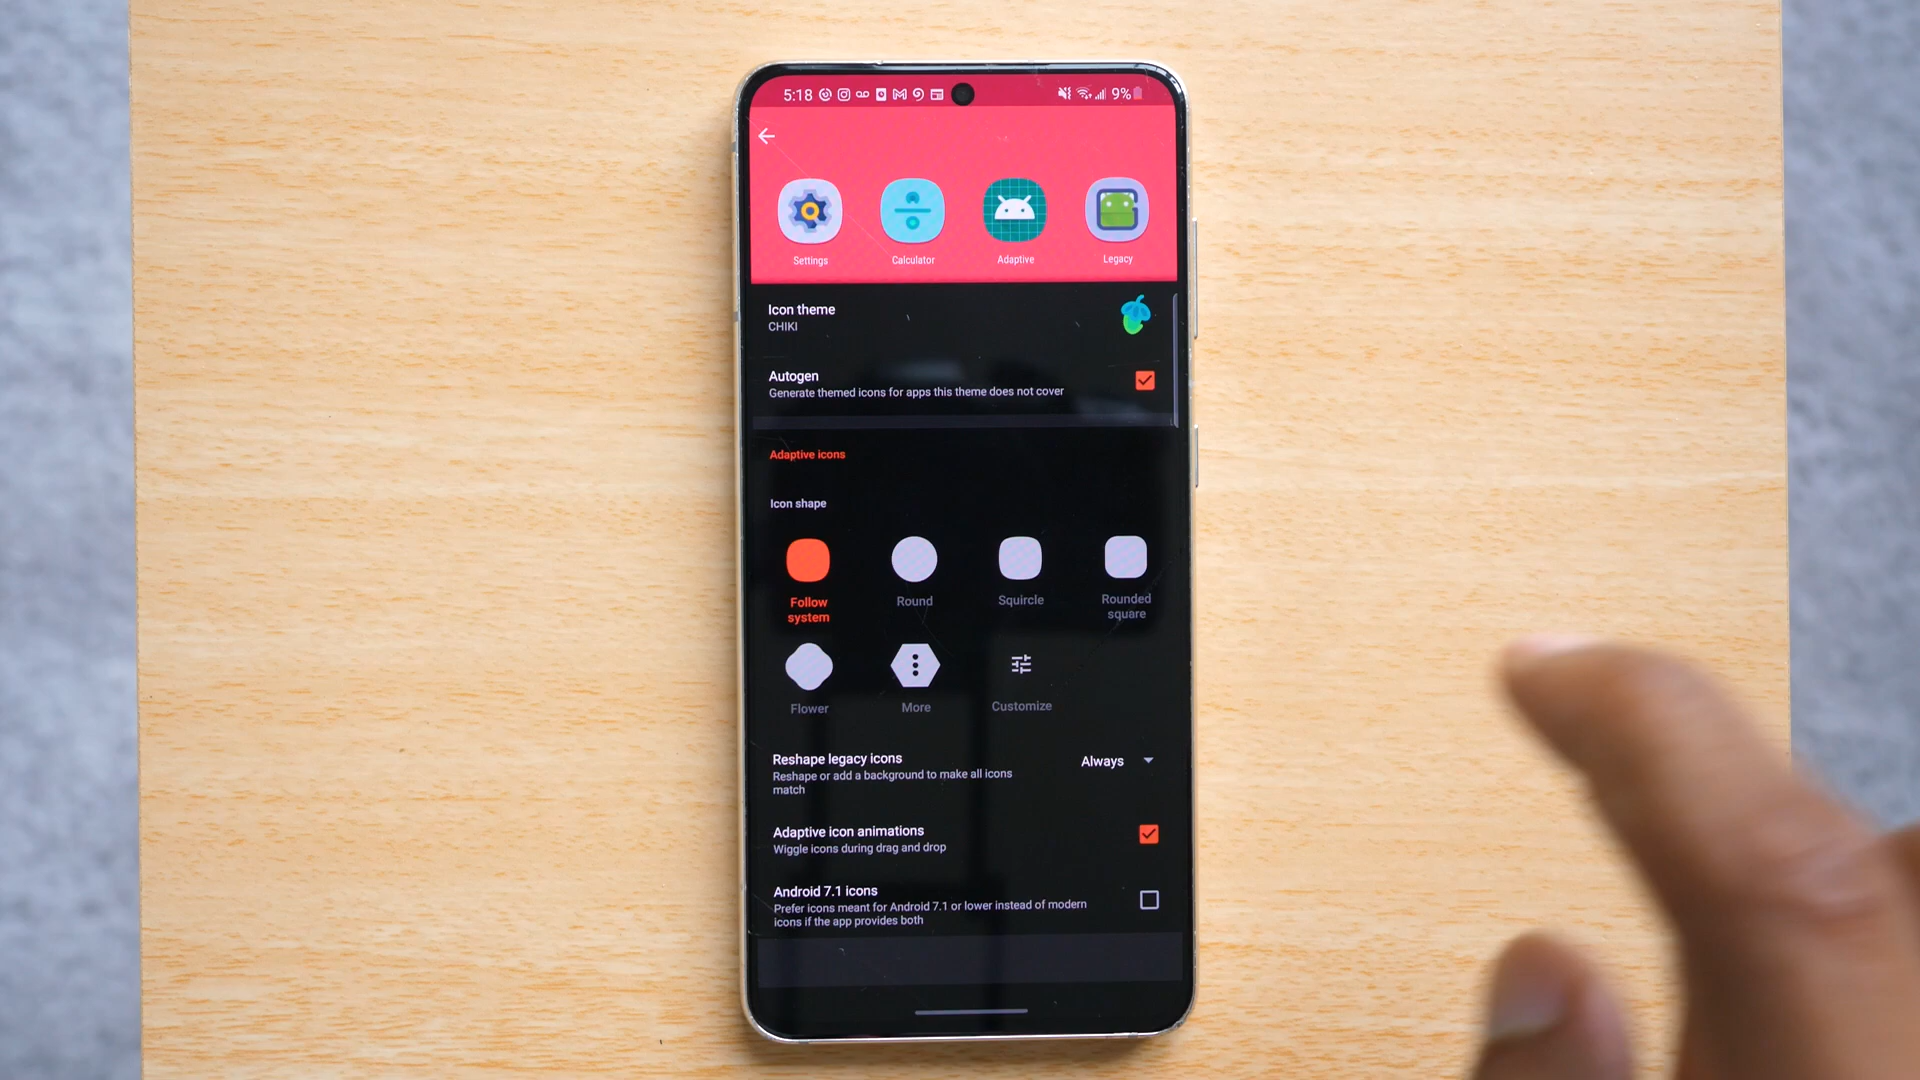 5:18 9%
Settings Calculator Adaptive Legacy
Icon theme
CHIKI
Autogen
Generate themed icons for apps this theme does not cover
Adaptive icons
Icon shape
Follow system
Round
Squircle
Rounded square
Flower
More
Customize
Reshape legacy icons
Always
Reshape or add a background to make all icons
match
Adaptive icon animations
Wiggle icons during drag and drop
Android 7.1 icons
Prefer icons meant for Android 7.1 or lower instead of modern
icons if the app provides both